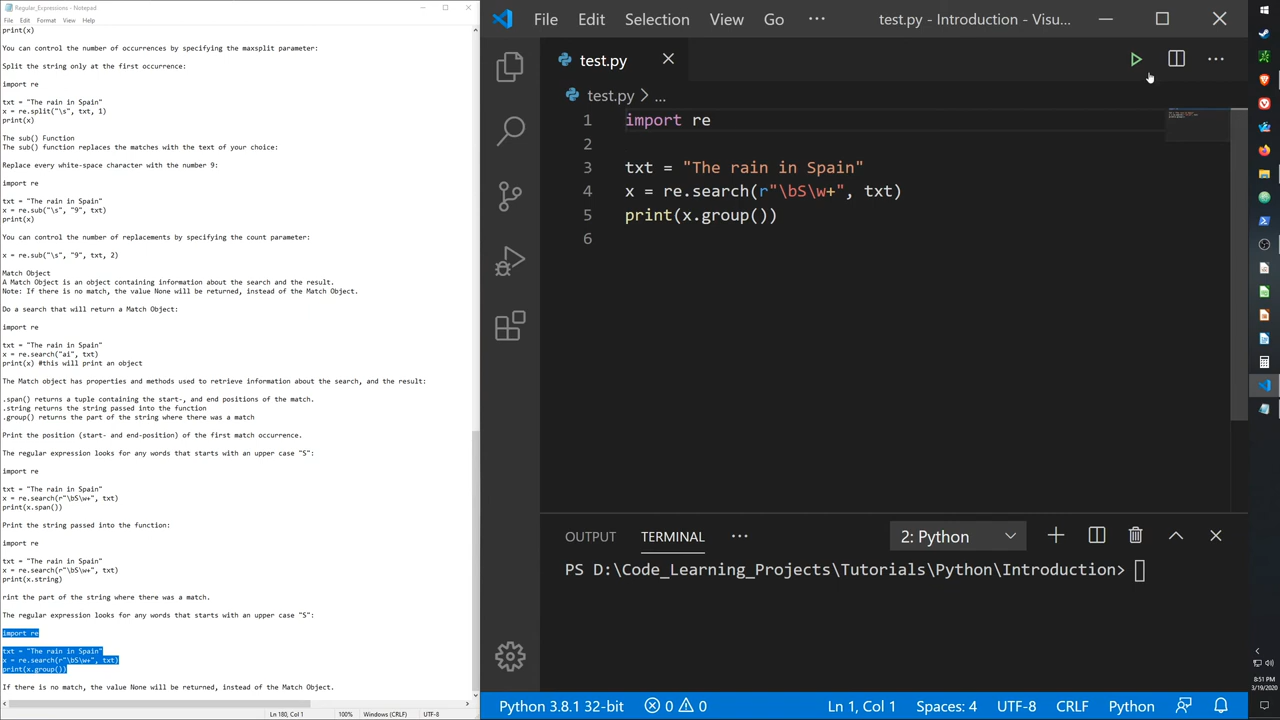 Regular_Expressions - Notepad
File Edit Format View Help
print(x)
You can control the number of occurrences by specifying the maxsplit parameter:
Split the string only at the first occurrence:
import re
txt = "The rain in Spain"
x = re.split("\s", txt, 1)
print(x)
The sub() Function
The sub() function replaces the matches with the text of your choice:
Replace every white-space character with the number 9:
import re
txt = "The rain in Spain"
x = re.sub("\s", "9", txt)
print(x)
You can control the number of replacements by specifying the count parameter:
x = re.sub("\s", "9", txt, 2)
Match Object
A Match Object is an object containing information about the search and the result.
Note: If there is no match, the value None will be returned, instead of the Match Object.
Do a search that will return a Match Object:
import re
txt = "The rain in Spain"
x = re.search("ai", txt)
print(x) #this will print an object
The Match object has properties and methods used to retrieve information about the search, and the result:
.span() returns a tuple containing the start-, and end positions of the match.
.string returns the string passed into the function
.group() returns the part of the string where there was a match
Print the position (start- and end-position) of the first match occurrence.
The regular expression looks for any words that starts with an upper case "S":
import re
txt = "The rain in Spain"
x = re.search(r"\bS\w+", txt)
print(x.span())
Print the string passed into the function:
import re
txt = "The rain in Spain"
x = re.search(r"\bS\w+", txt)
print(x.string)
rint the part of the string where there was a match.
The regular expression looks for any words that starts with an upper case "S":
import re
txt = "The rain in Spain"
x = re.search(r"\bS\w+", txt)
print(x.group())
If there is no match, the value None will be returned, instead of the Match Object.
Ln 180, Col 1 100% Windows (CRLF) UTF-8
File Edit Selection View Go ··· test.py - Introduction - Visu...
test.py
test.py > ...
1 import re
2
3 txt = "The rain in Spain"
4 x = re.search(r"\bS\w+", txt)
5 print(x.group())
6
OUTPUT TERMINAL ··· 2: Python
PS D:\Code_Learning_Projects\Tutorials\Python\Introduction>
Python 3.8.1 32-bit 0 0 Ln 1, Col 1 Spaces: 4 UTF-8 CRLF Python
8:51 PM
3/19/2020